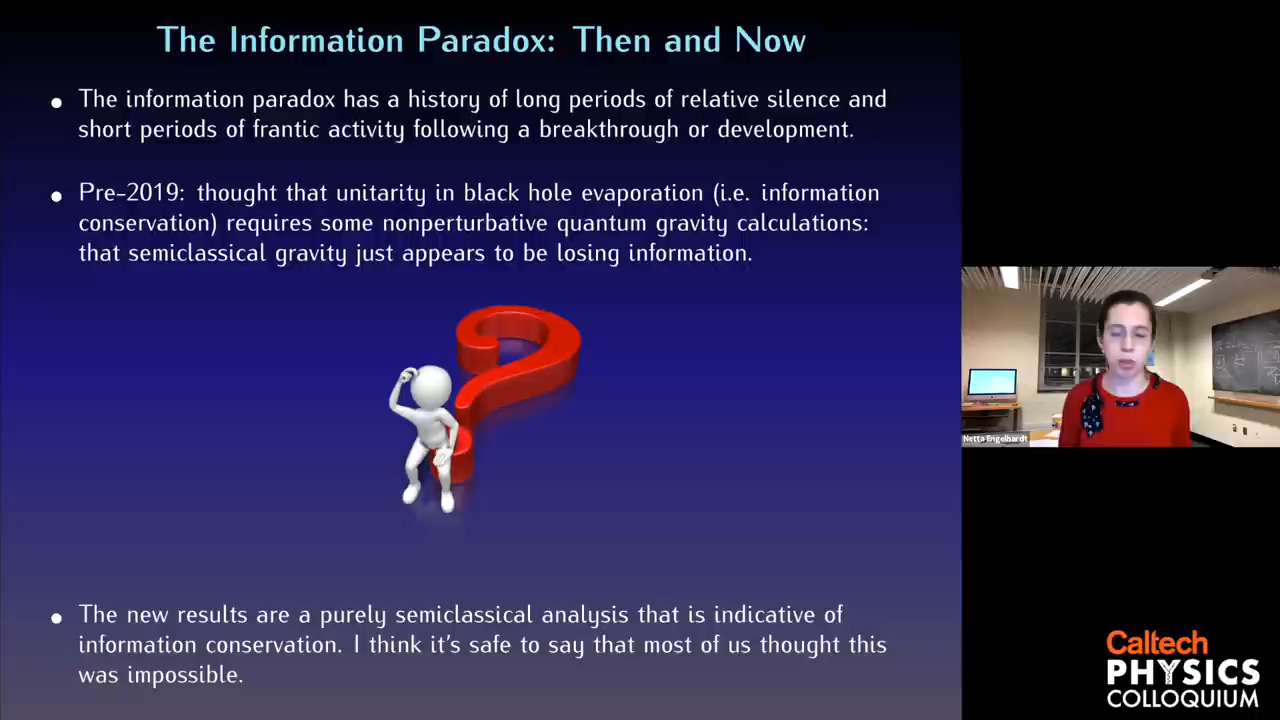 The Information Paradox: Then and Now
• The information paradox has a history of long periods of relative silence and
short periods of frantic activity following a breakthrough or development.
• Pre-2019: thought that unitarity in black hole evaporation (i.e. information
conservation) requires some nonperturbative quantum gravity calculations:
that semiclassical gravity just appears to be losing information.
• The new results are a purely semiclassical analysis that is indicative of
information conservation. I think it's safe to say that most of us thought this
was impossible.
Netta Engelhardt
Caltech
PHYSICS
COLLOQUIUM